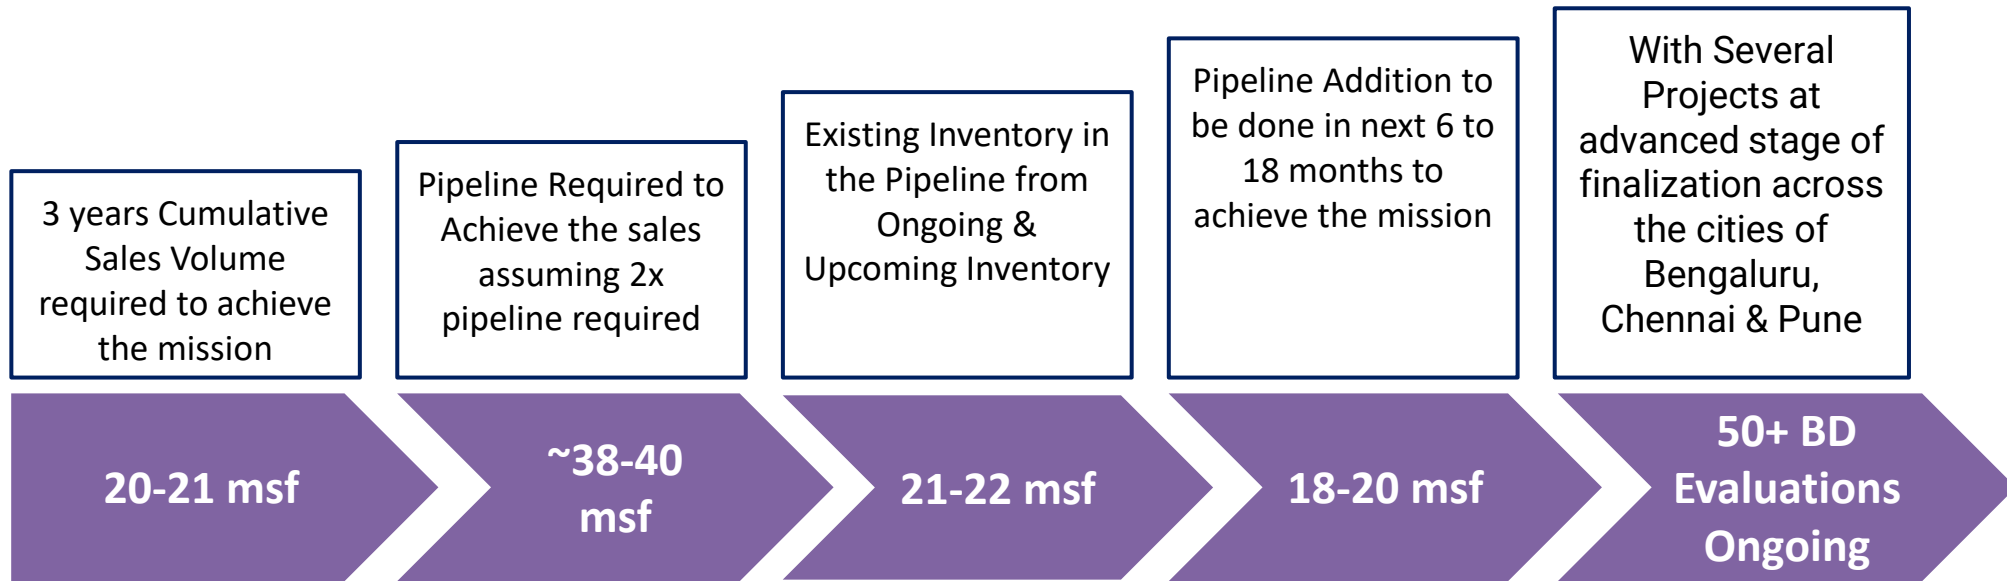 3 years Cumulative
Sales Volume
required to achieve
the mission
20-21 msf
Pipeline Required to
Achieve the sales
assuming 2x
pipeline required
~38-40
msf
Existing Inventory in
the Pipeline from
Ongoing &
Upcoming Inventory
21-22 msf
Pipeline Addition to
be done in next 6 to
18 months to
achieve the mission
18-20 msf
With Several
Projects at
advanced stage of
finalization across
the cities of
Bengaluru,
Chennai & Pune
50+ BD
Evaluations
Ongoing